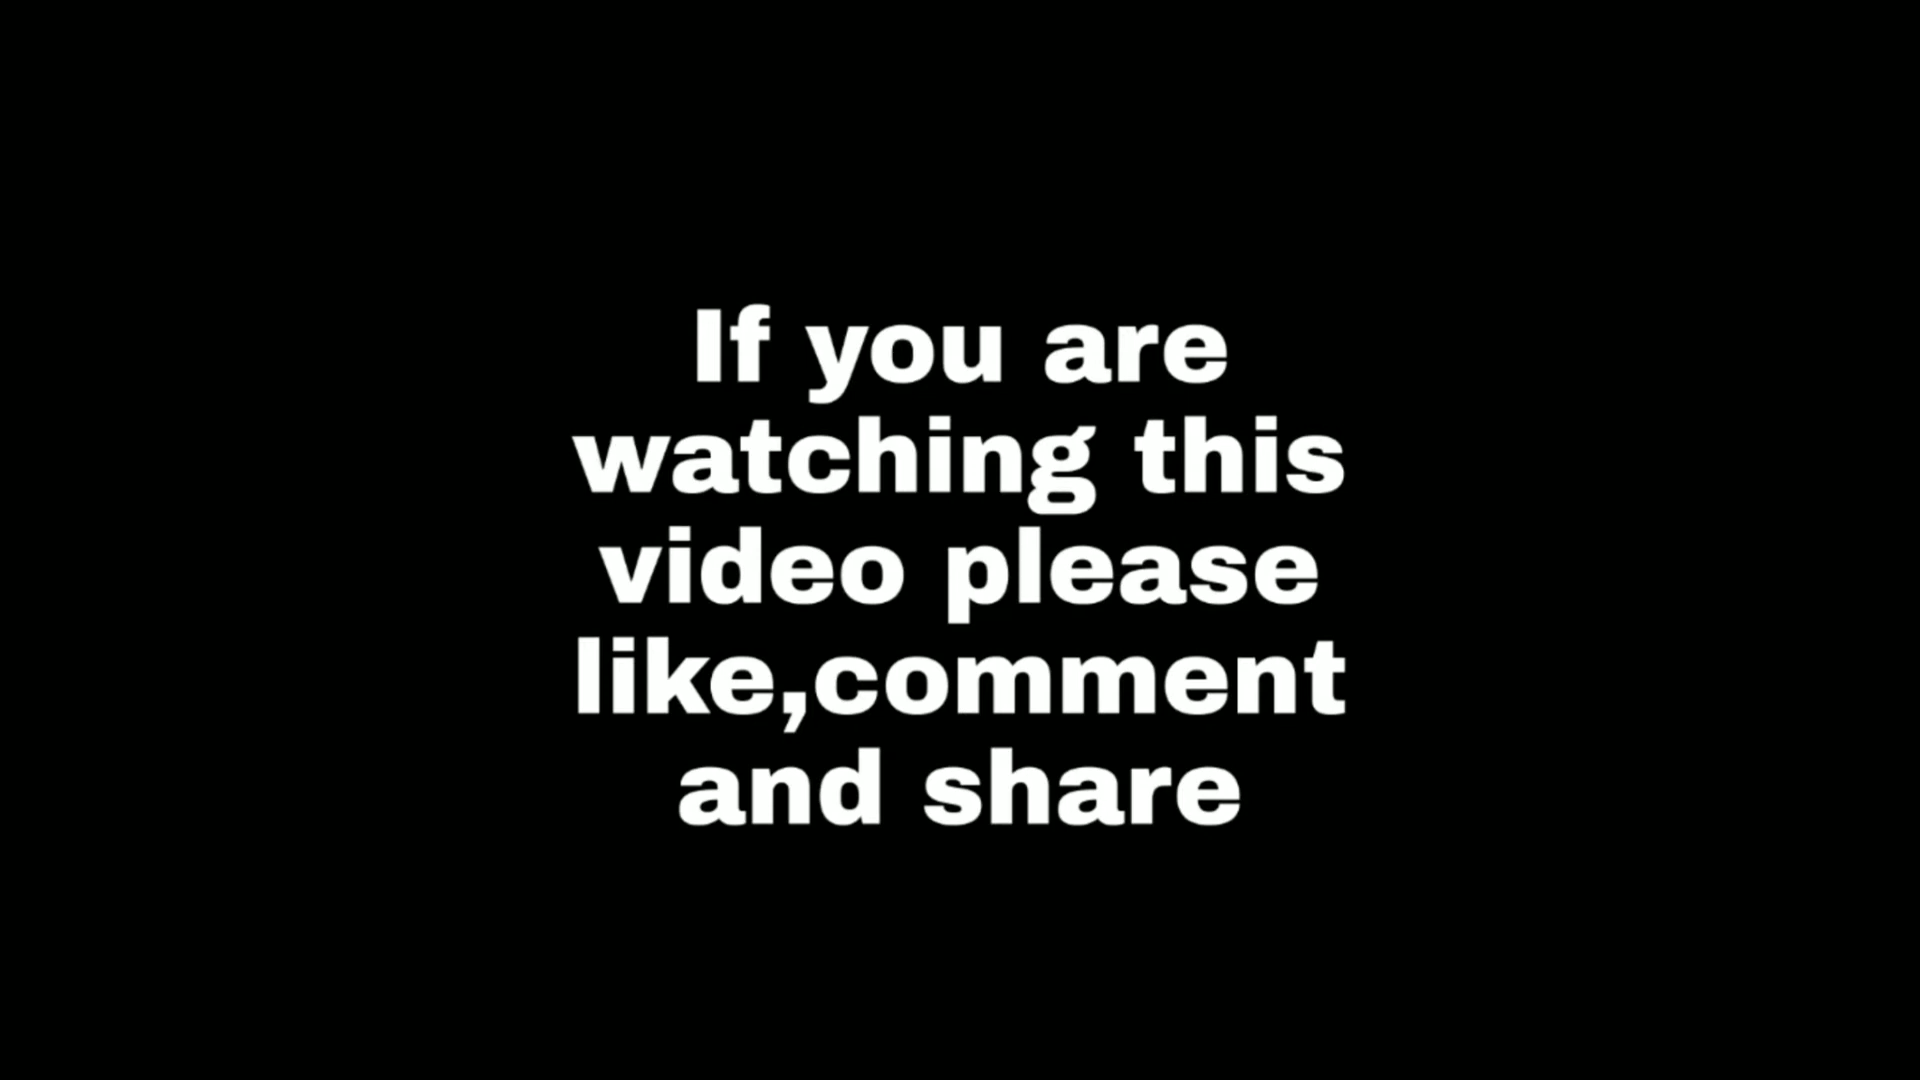 If you are
watching this
video please
like,comment
and share